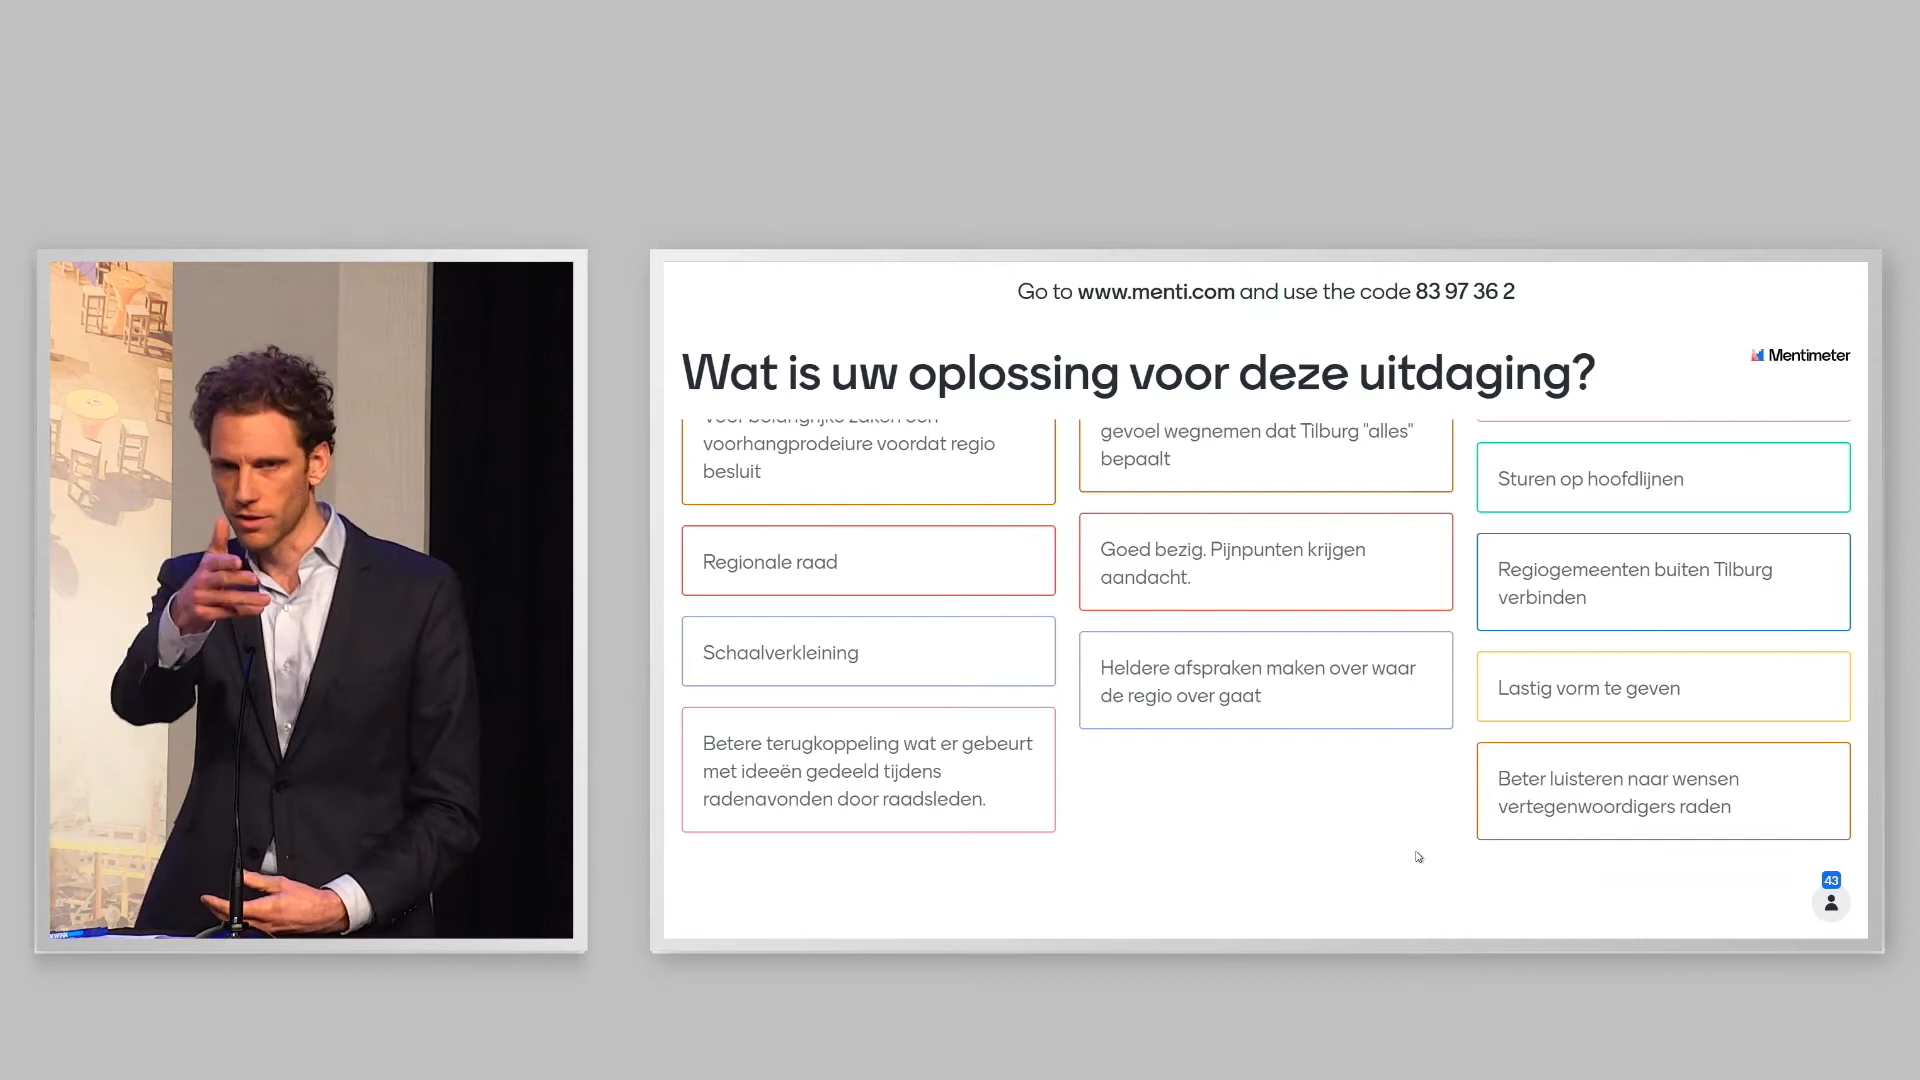 Go to www.menti.com and use the code 83 97 36 2
Wat is uw oplossing voor deze uitdaging?
Mentimeter
voorhangprodeiure voordat regio
besluit
Regionale raad
Schaalverkleining
Betere terugkoppeling wat er gebeurt
met ideeën gedeeld tijdens
radenavonden door raadsleden.
gevoel wegnemen dat Tilburg "alles"
bepaalt
Goed bezig. Pijnpunten krijgen
aandacht.
Heldere afspraken maken over waar
de regio over gaat
Sturen op hoofdlijnen
Regiogemeenten buiten Tilburg
verbinden
Lastig vorm te geven
Beter luisteren naar wensen
vertegenwoordigers raden
43